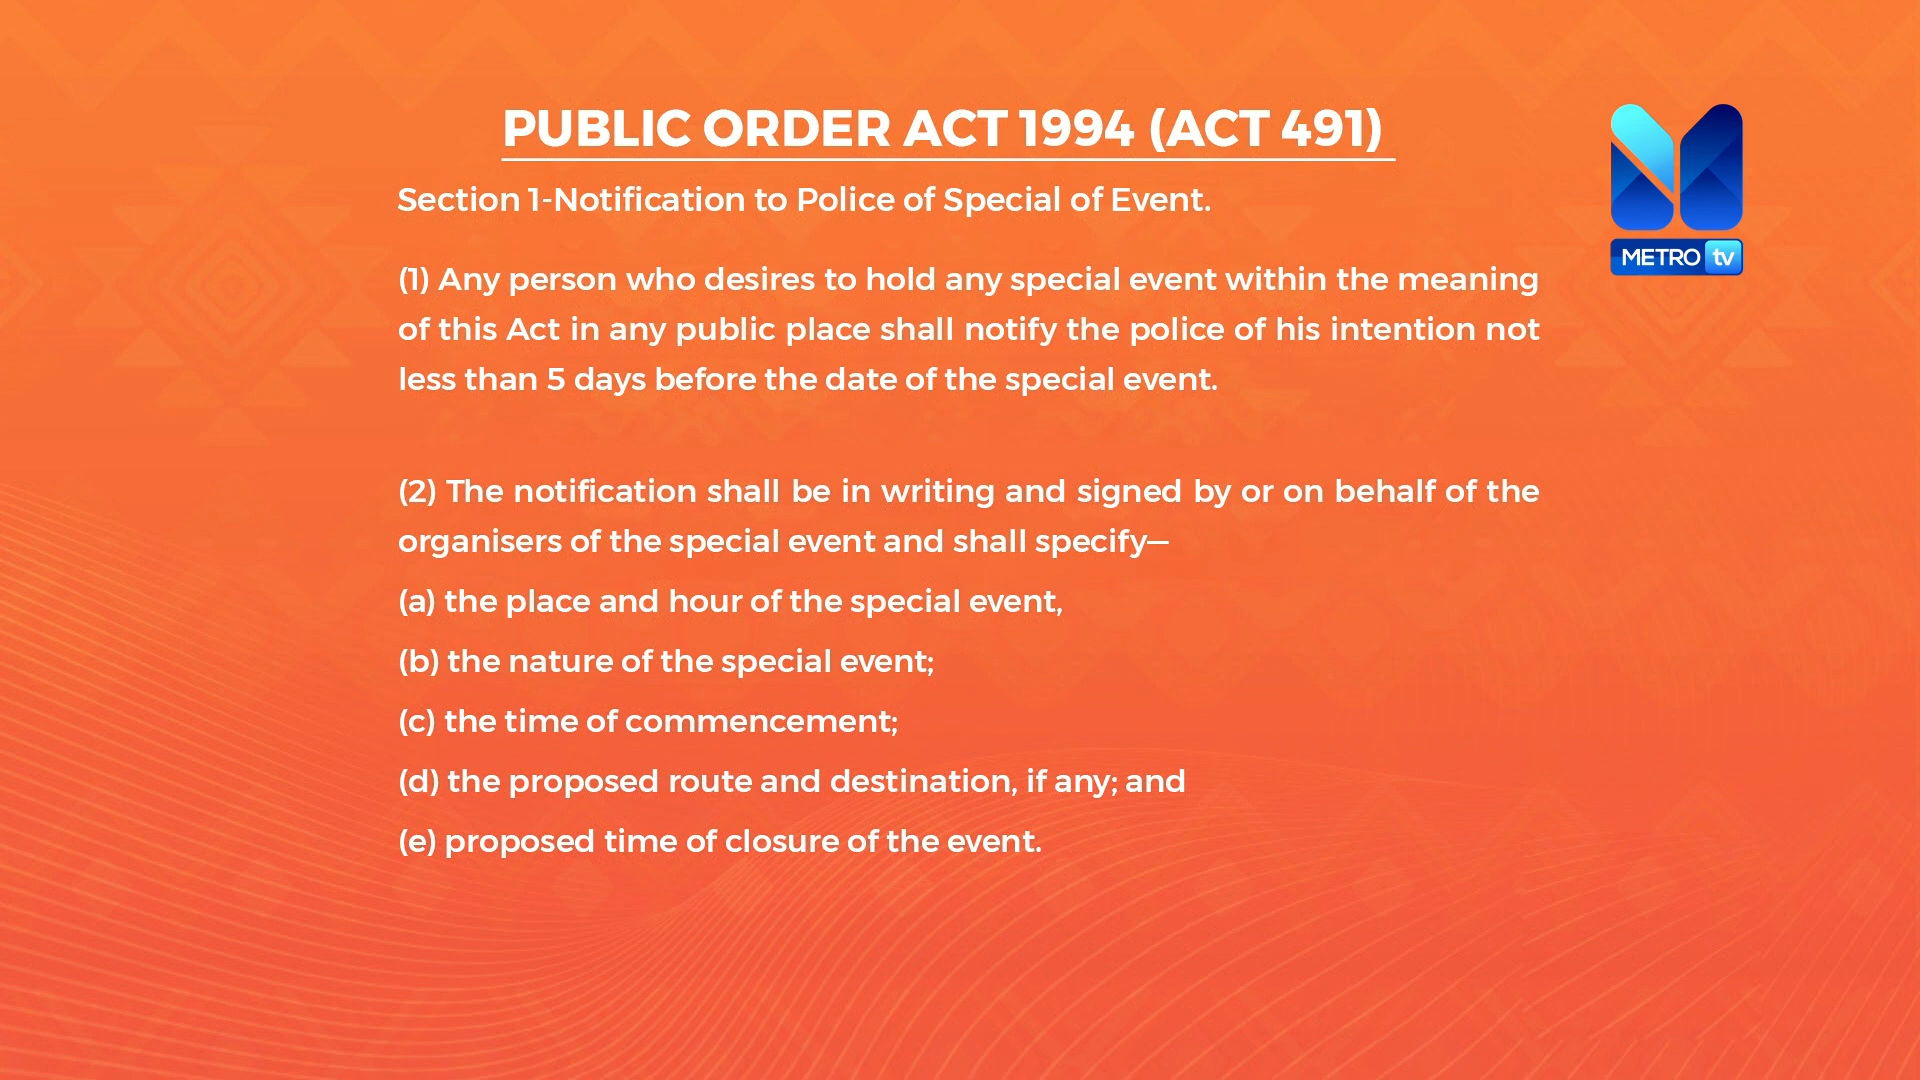 PUBLIC ORDER ACT 1994 (ACT 491)
Section 1-Notification to Police of Special of Event.
(1) Any person who desires to hold any special event within the meaning
of this Act in any public place shall notify the police of his intention not
less than 5 days before the date of the special event.
(2) The notification shall be in writing and signed by or on behalf of the
organisers of the special event and shall specify—
(a) the place and hour of the special event,
(b) the nature of the special event;
(c) the time of commencement;
(d) the proposed route and destination, if any; and
(e) proposed time of closure of the event.
METRO tv